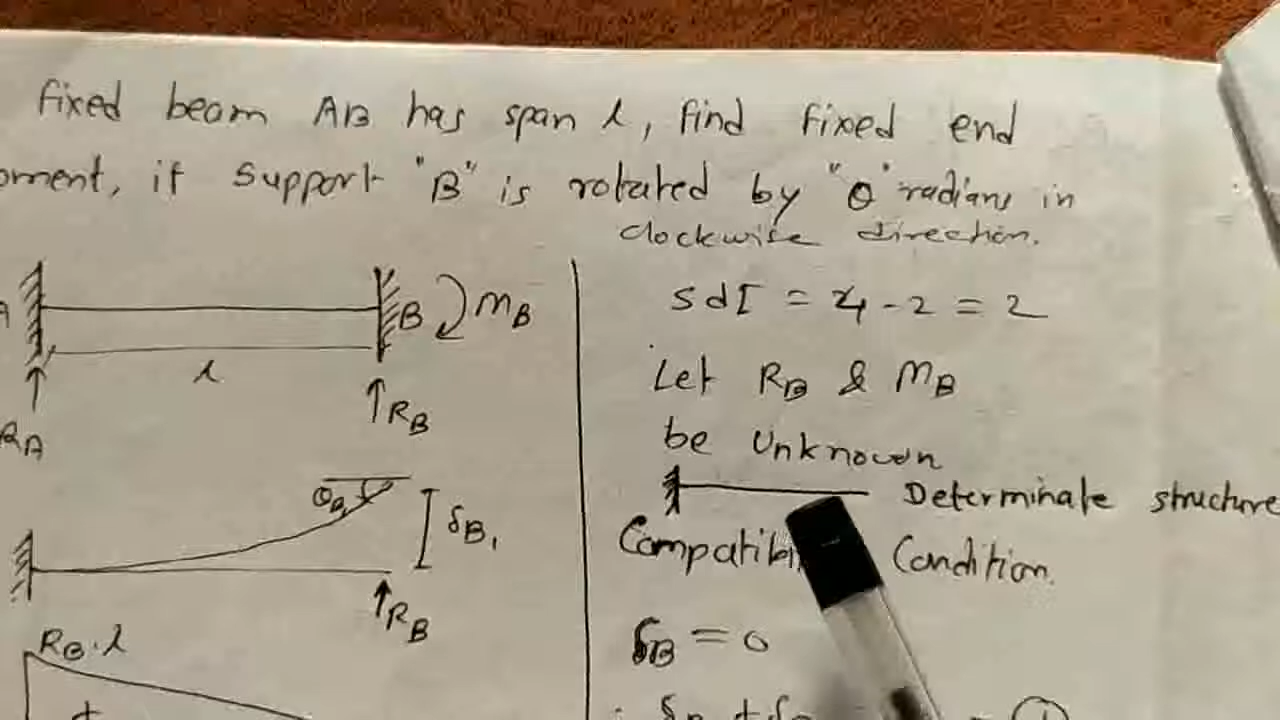 fixed beam AB has span l, find fixed end
oment, if Support "B" is rotated by "θ" radians in
clockwise direction.
A
B
MB
l
RA
RB
θB1
δB1
RB
RB.l
+
SdI = 4 - 2 = 2
Let RB & MB
be Unknown
Determinate structure
Compatibi Condition.
δB = 0